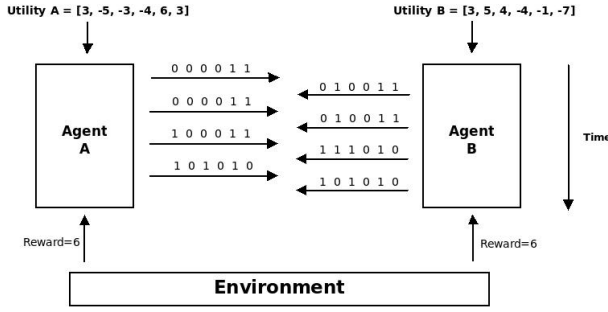 Utility A = [3, -5, -3, -4, 6, 3]
Utility B = [3, 5, 4, -4, -1, -7]
0 0 0 0 1 1
0 1 0 0 1 1
0 0 0 0 1 1
0 1 0 0 1 1
1 0 0 0 1 1
1 1 1 0 1 0
1 0 1 0 1 0
1 0 1 0 1 0
Agent
A
Agent
B
Time
Reward=6
Reward=6
Environment